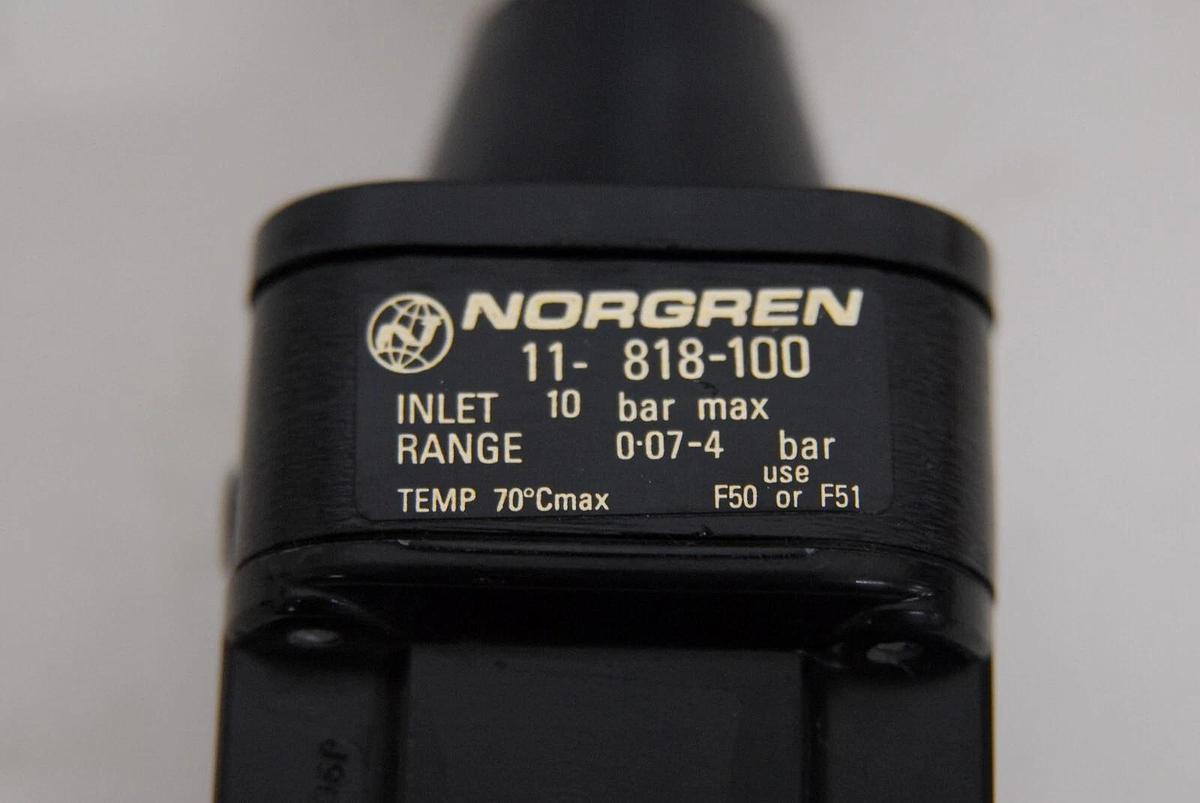 NORGREN
11- 818-100
INLET 10 bar max
RANGE 0·07-4 bar
use
TEMP 70°Cmax F50 or F51